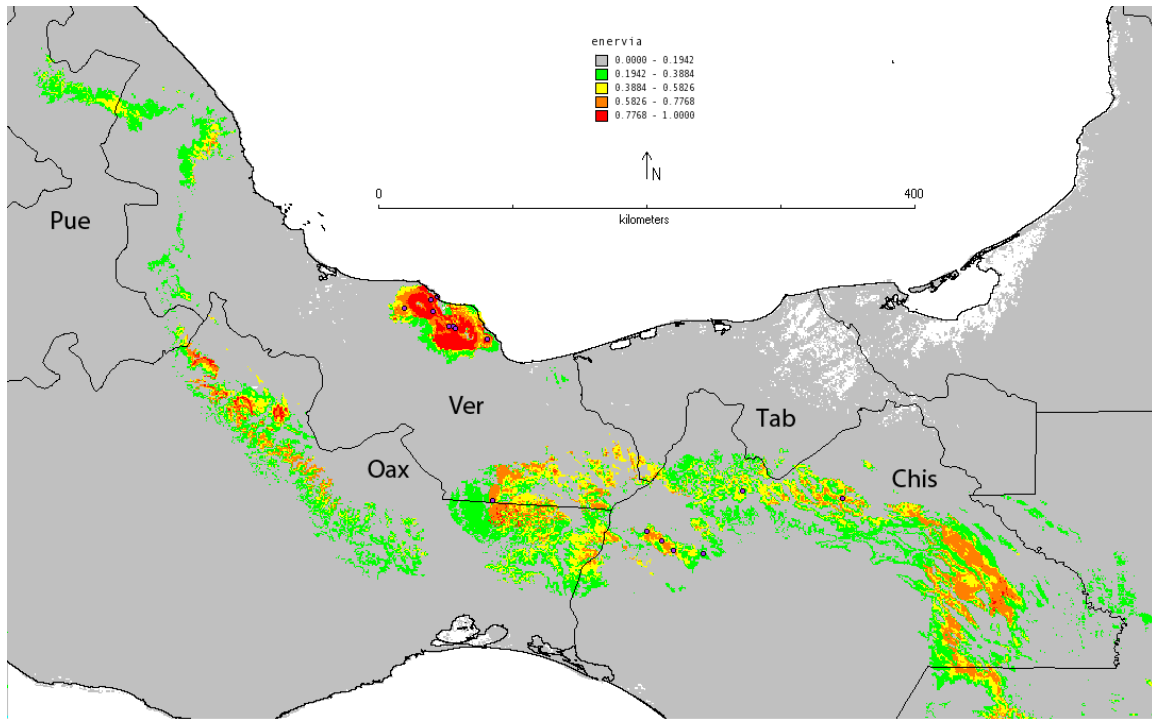 enervia
0.0000 - 0.1942
0.1942 - 0.3884
0.3884 - 0.5826
0.5826 - 0.7768
0.7768 - 1.0000
N
0 400
kilometers
Pue
Ver
Tab
Oax
Chis